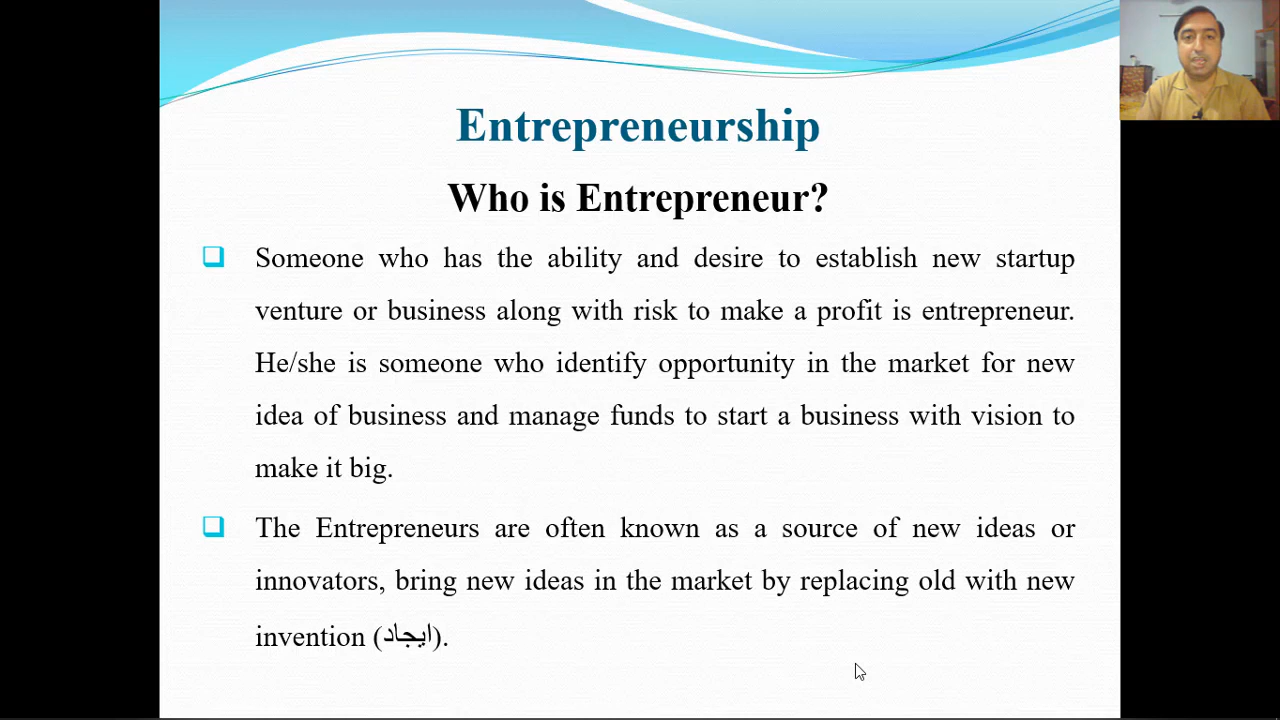 Entrepreneurship
Who is Entrepreneur?
Someone who has the ability and desire to establish new startup
venture or business along with risk to make a profit is entrepreneur.
He/she is someone who identify opportunity in the market for new
idea of business and manage funds to start a business with vision to
make it big.
The Entrepreneurs are often known as a source of new ideas or
innovators, bring new ideas in the market by replacing old with new
invention (ایجاد).